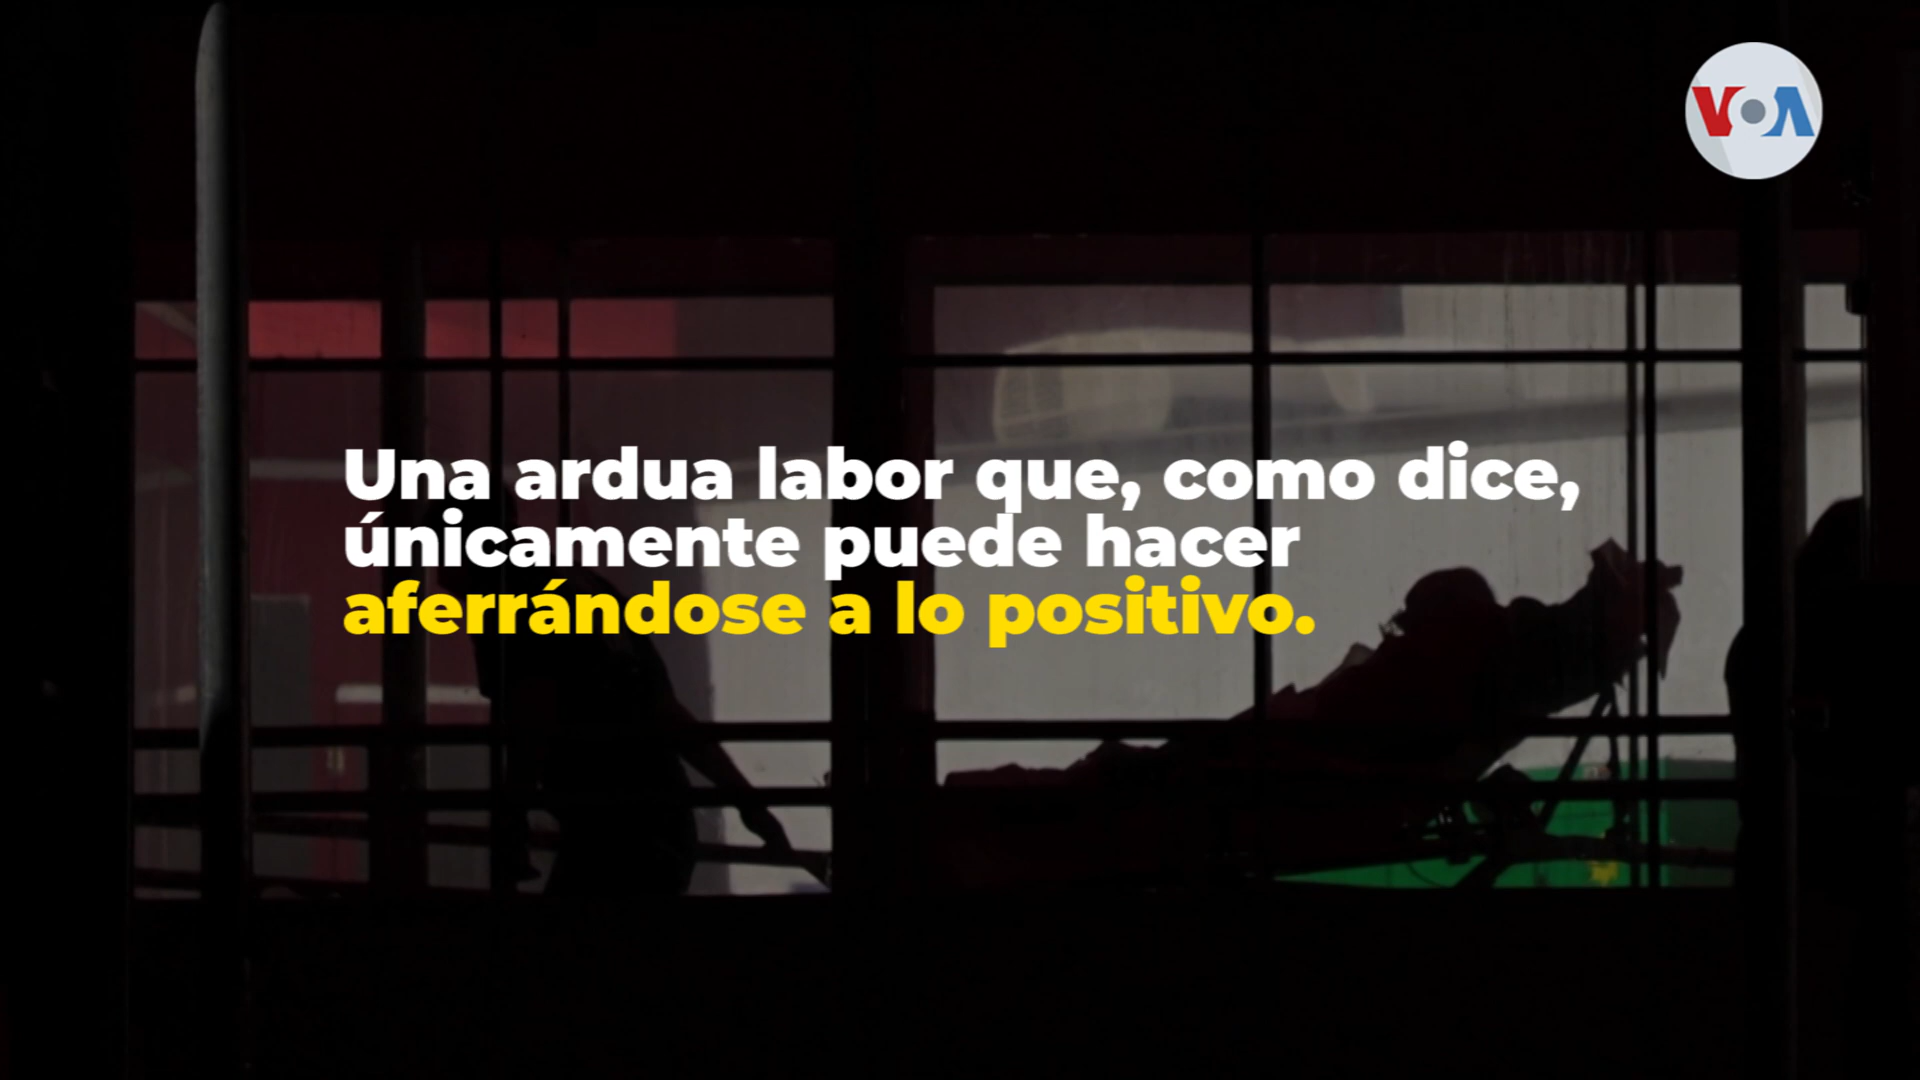 VOA
Una ardua labor que, como dice,
únicamente puede hacer
aferrándose a lo positivo.